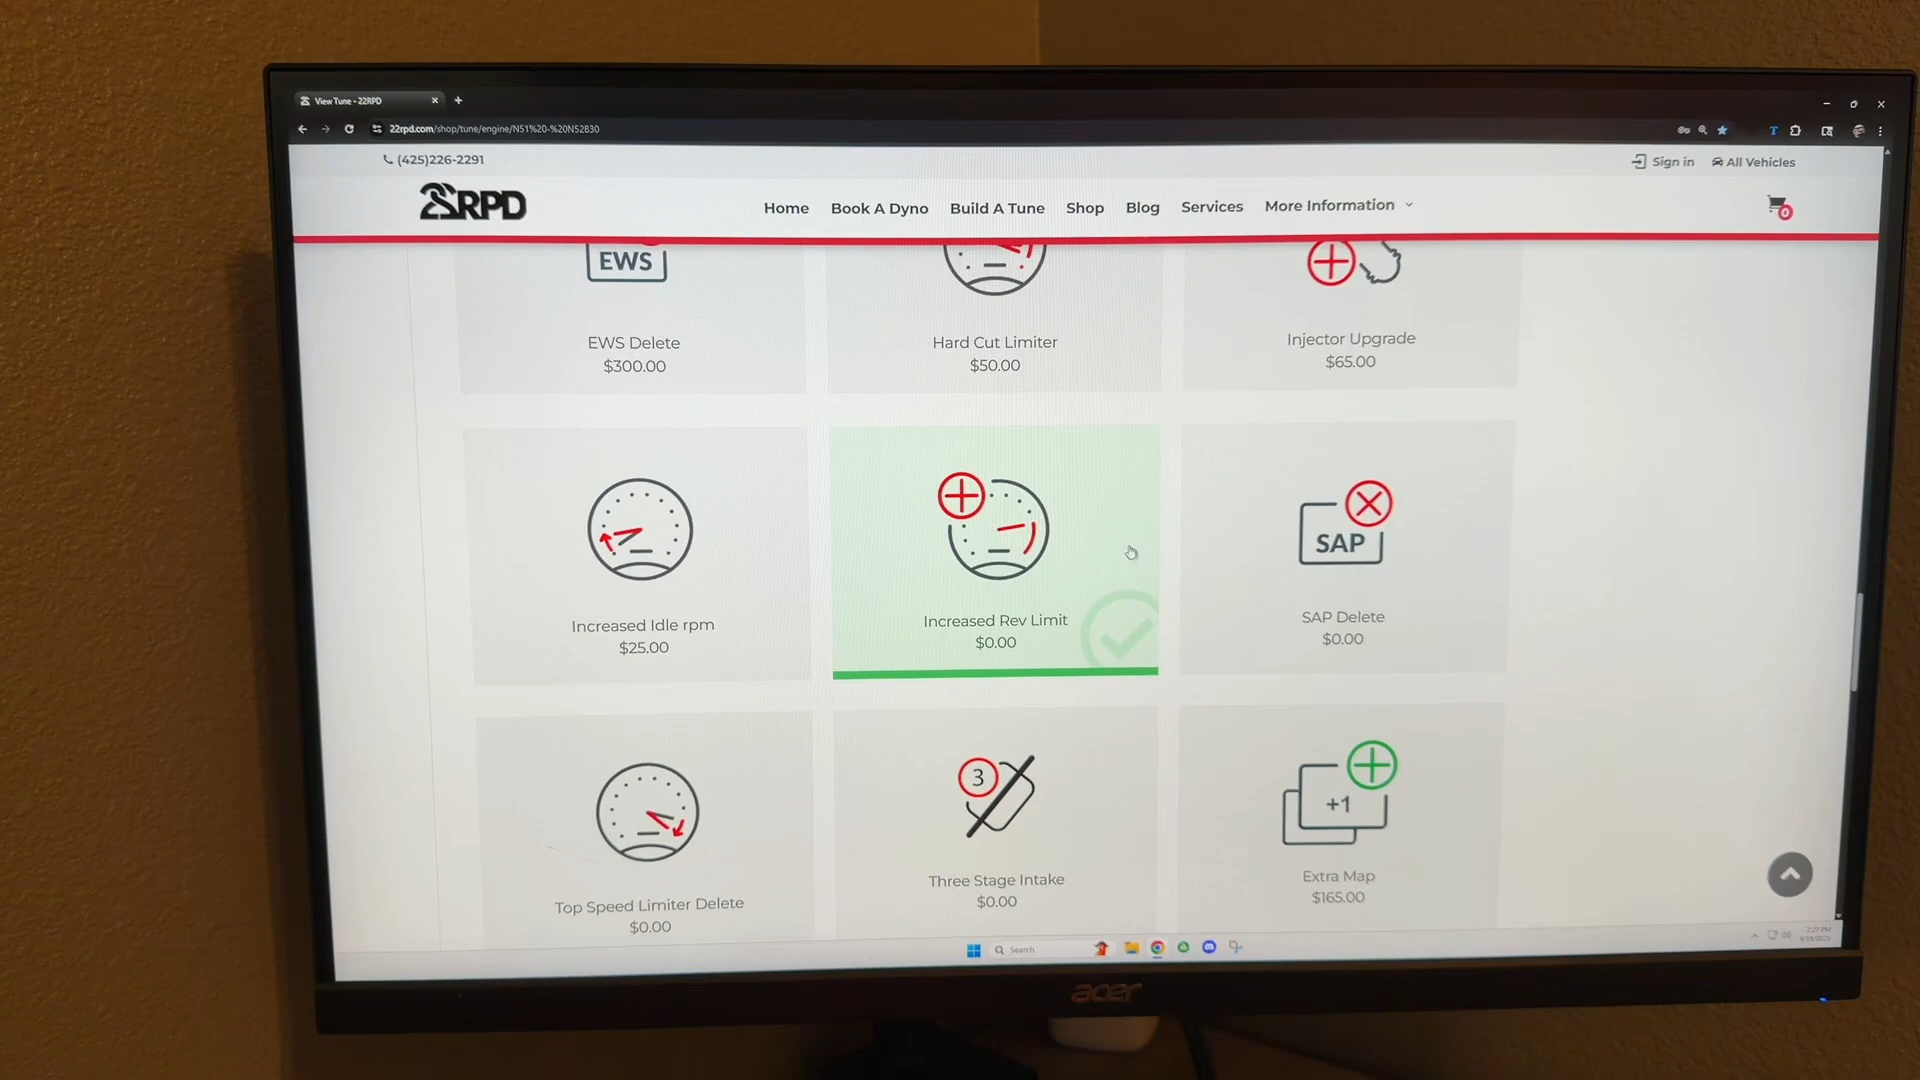 View Tune - 22RPD
22rpd.com/shop/tune/engine/N51%20-%20N52B30
(425)226-2291
Sign in
All Vehicles
22RPD
Home
Book A Dyno
Build A Tune
Shop
Blog
Services
More Information
0
EWS
EWS Delete
$300.00
Hard Cut Limiter
$50.00
Injector Upgrade
$65.00
Increased Idle rpm
$25.00
Increased Rev Limit
$0.00
SAP
SAP Delete
$0.00
Top Speed Limiter Delete
$0.00
3
Three Stage Intake
$0.00
+1
Extra Map
$165.00
Search
2:27 PM
acer